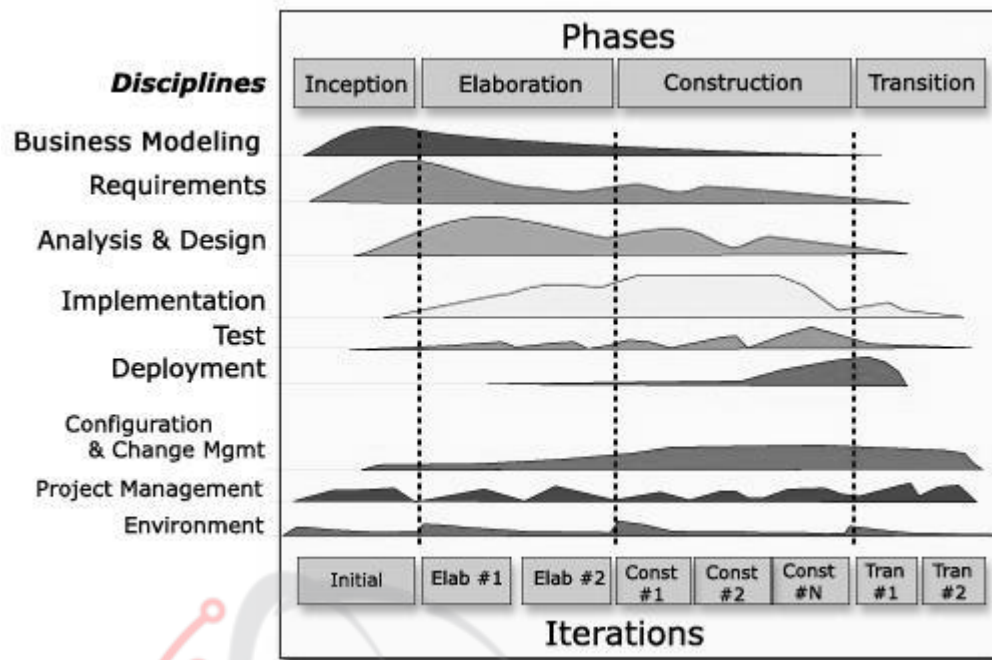 Phases
Disciplines
Inception
Elaboration
Construction
Transition
Business Modeling
Requirements
Analysis & Design
Implementation
Test
Deployment
Configuration
& Change Mgmt
Project Management
Environment
Initial
Elab #1
Elab #2
Const
#1
Const
#2
Const
#N
Tran
#1
Tran
#2
Iterations